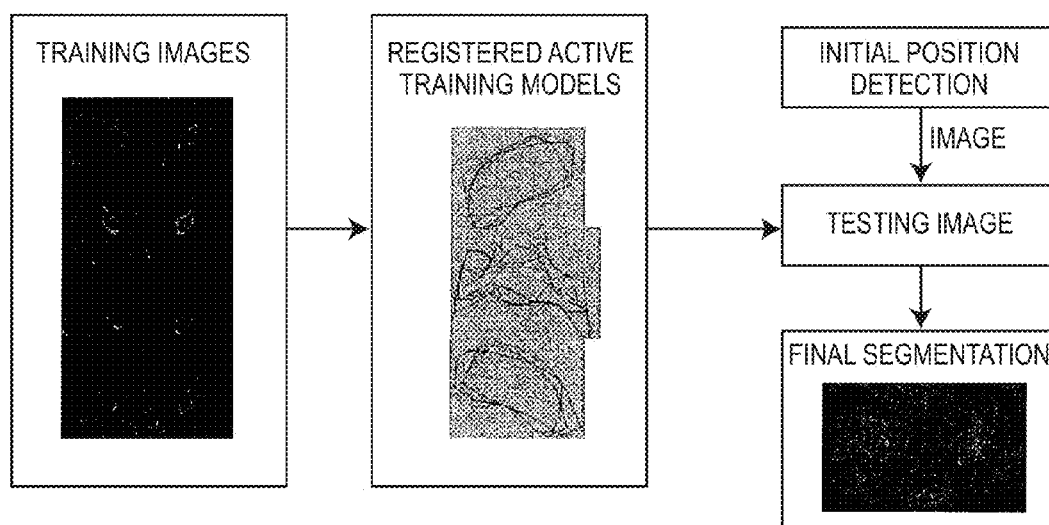 TRAINING IMAGES
REGISTERED ACTIVE
TRAINING MODELS
INITIAL POSITION
DETECTION
IMAGE
TESTING IMAGE
FINAL SEGMENTATION